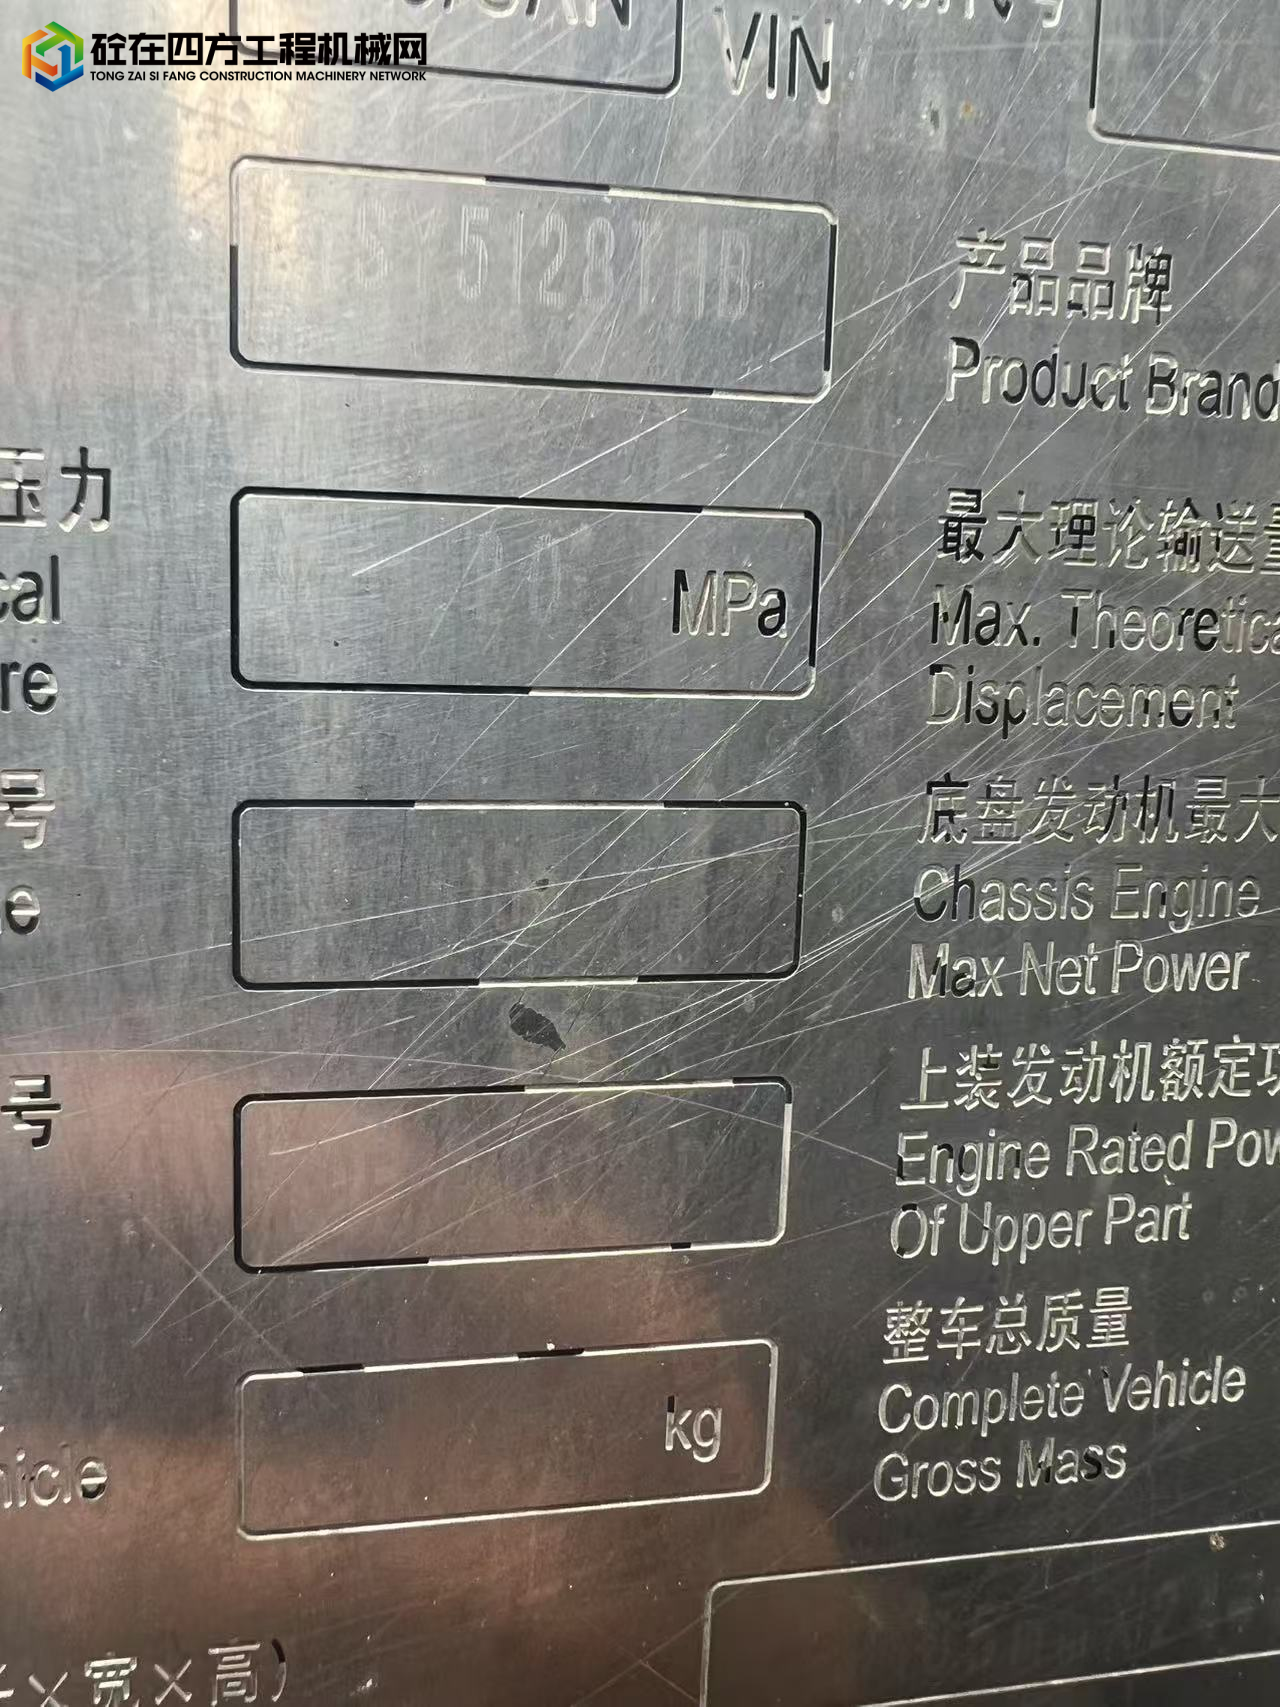 砼在四方工程机械网
TONG ZAI SI FANG CONSTRUCTION MACHINERY NETWORK
VIN
SY5128THB
产品品牌
Product Brand
压力
MPa
最大理论输送量
Max. Theoretical
Displacement
号
底盘发动机最大
Chassis Engine
Max Net Power
号
上装发动机额定功
Engine Rated Pow
Of Upper Part
kg
整车总质量
Complete Vehicle
Gross Mass
hicle
×宽×高)